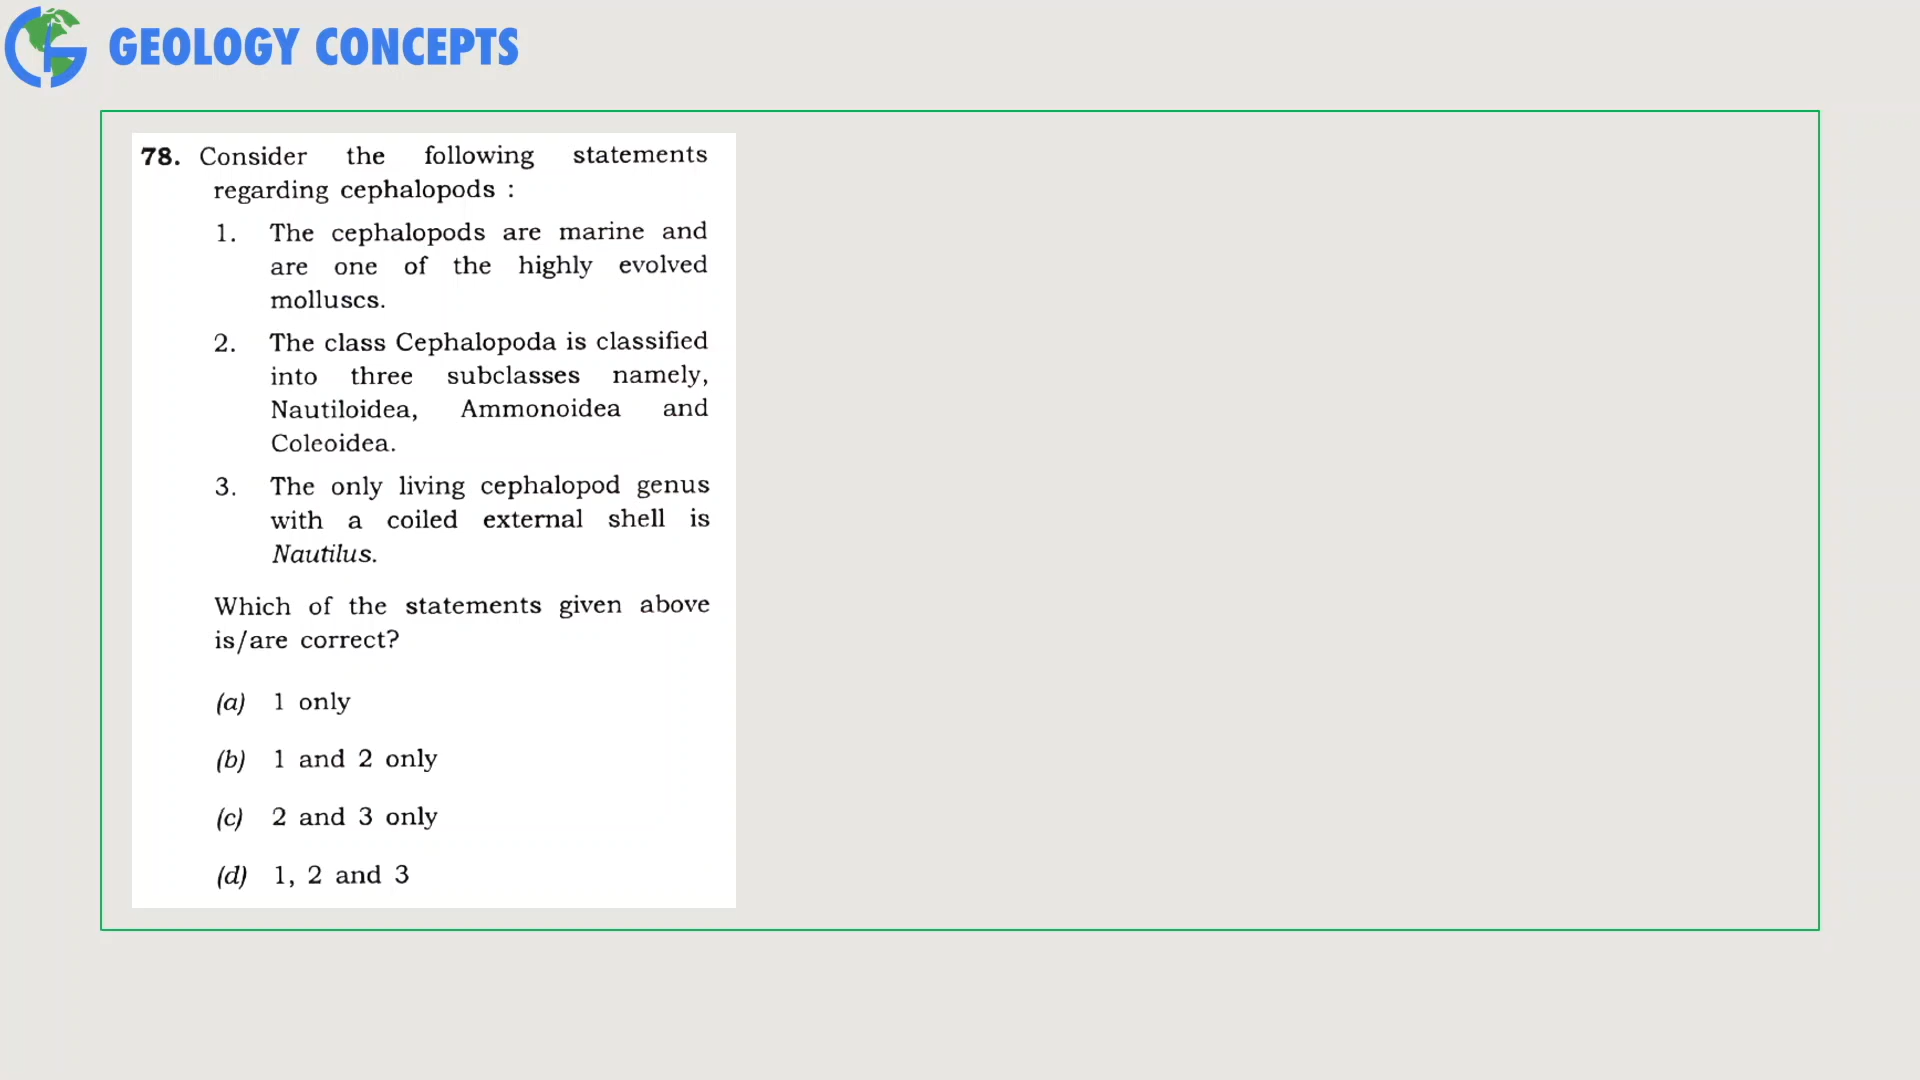 GEOLOGY CONCEPTS
78. Consider the following statements
regarding cephalopods :
1. The cephalopods are marine and
are one of the highly evolved
molluscs.
2. The class Cephalopoda is classified
into three subclasses namely,
Nautiloidea, Ammonoidea and
Coleoidea.
3. The only living cephalopod genus
with a coiled external shell is
Nautilus.
Which of the statements given above
is/are correct?
(a) 1 only
(b) 1 and 2 only
(c) 2 and 3 only
(d) 1, 2 and 3